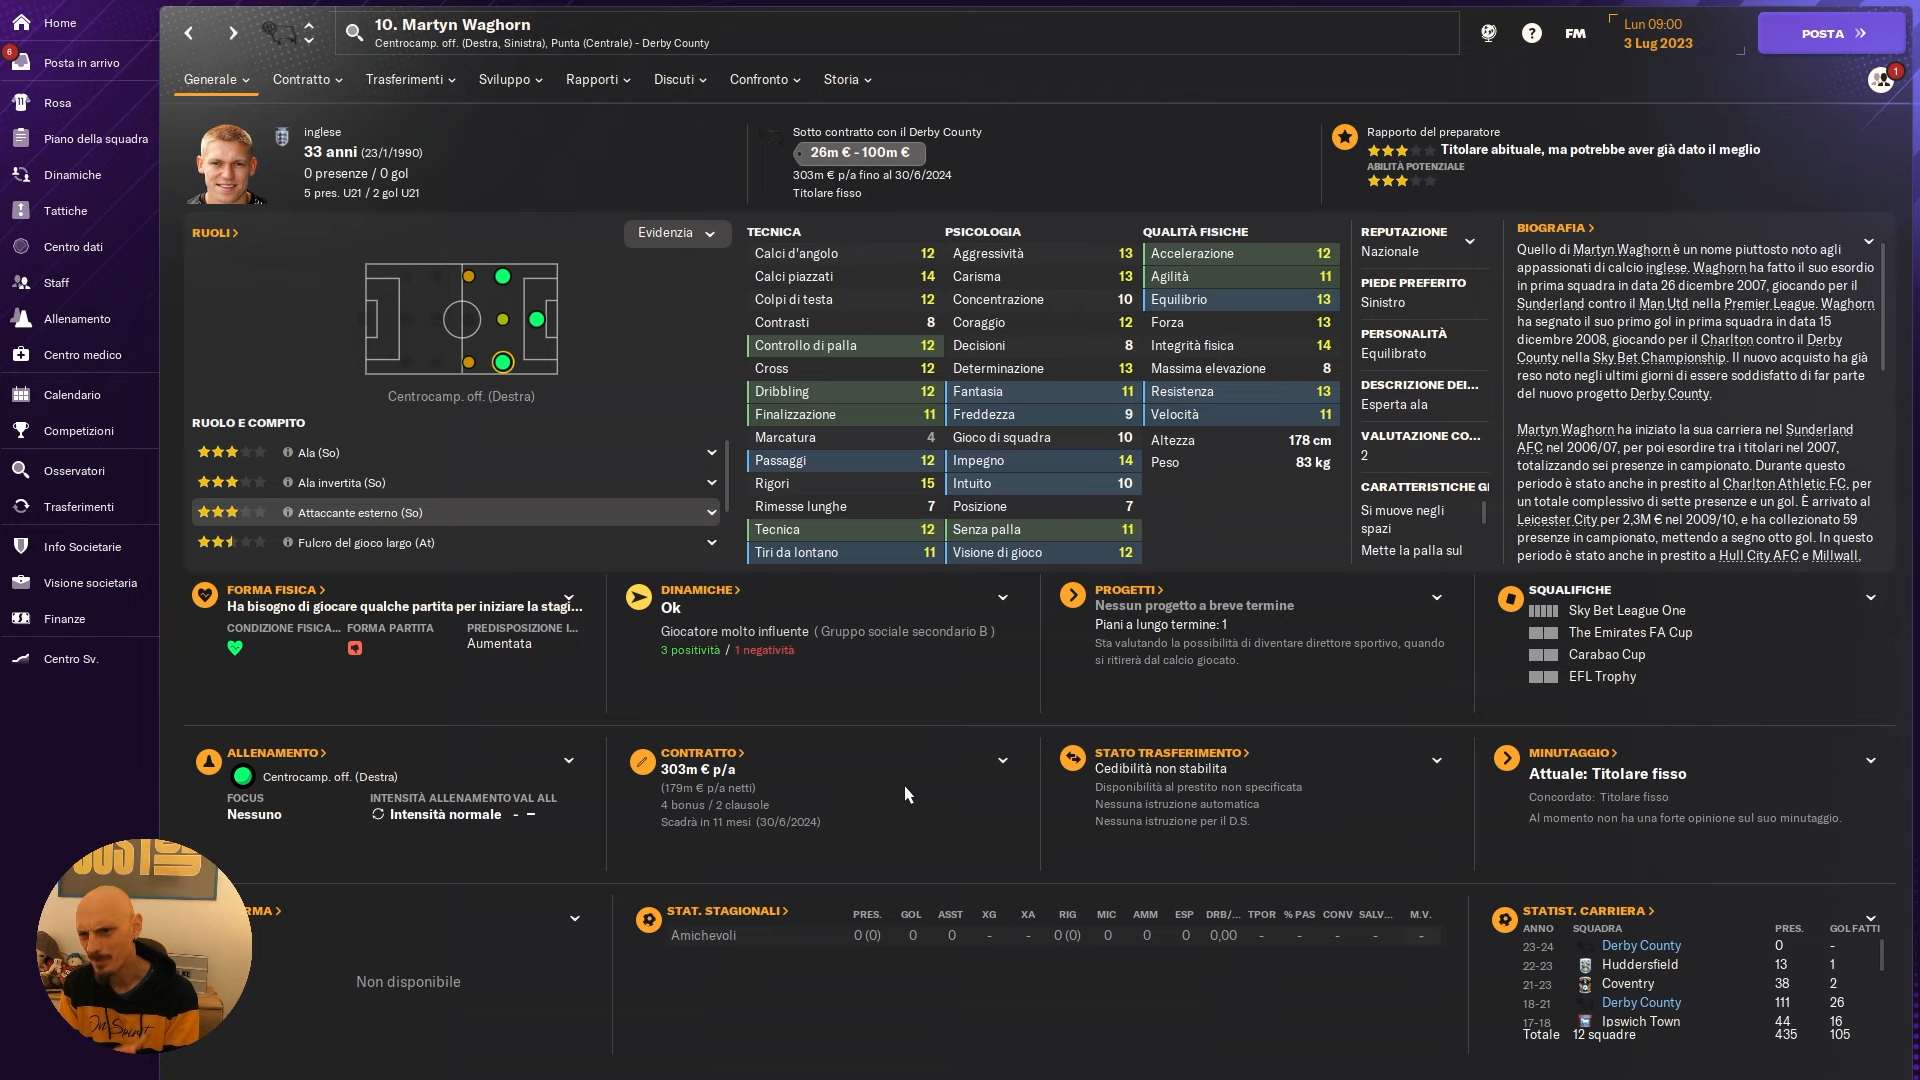 Home
6
Posta in arrivo
Rosa
Piano della squadra
Dinamiche
Tattiche
Centro dati
Staff
Allenamento
Centro medico
Calendario
Competizioni
Osservatori
Trasferimenti
Info Societarie
Visione societaria
Finanze
Centro Sv.
10. Martyn Waghorn
Centrocamp. off. (Destra, Sinistra), Punta (Centrale) - Derby County
?
FM
Lun 09:00
3 Lug 2023
POSTA
Generale
Contratto
Trasferimenti
Sviluppo
Rapporti
Discuti
Confronto
Storia
1
inglese
33 anni (23/1/1990)
0 presenze / 0 gol
5 pres. U21 / 2 gol U21
Sotto contratto con il Derby County
26m € - 100m €
303m € p/a fino al 30/6/2024
Titolare fisso
Rapporto del preparatore
Titolare abituale, ma potrebbe aver già dato il meglio
ABILITÀ POTENZIALE
RUOLI
Evidenzia
Centrocamp. off. (Destra)
RUOLO E COMPITO
Ala (So)
Ala invertita (So)
Attaccante esterno (So)
Fulcro del gioco largo (At)
TECNICA
Calci d'angolo 12
Calci piazzati 14
Colpi di testa 12
Contrasti 8
Controllo di palla 12
Cross 12
Dribbling 12
Finalizzazione 11
Marcatura 4
Passaggi 12
Rigori 15
Rimesse lunghe 7
Tecnica 12
Tiri da lontano 11
PSICOLOGIA
Aggressività 13
Carisma 13
Concentrazione 10
Coraggio 12
Decisioni 8
Determinazione 13
Fantasia 11
Freddezza 9
Gioco di squadra 10
Impegno 14
Intuito 10
Posizione 7
Senza palla 11
Visione di gioco 12
QUALITÀ FISICHE
Accelerazione 12
Agilità 11
Equilibrio 13
Forza 13
Integrità fisica 14
Massima elevazione 8
Resistenza 13
Velocità 11
Altezza 178 cm
Peso 83 kg
REPUTAZIONE
Nazionale
PIEDE PREFERITO
Sinistro
PERSONALITÀ
Equilibrato
DESCRIZIONE DEI...
Esperta ala
VALUTAZIONE CO...
2
CARATTERISTICHE GI
Si muove negli
spazi
Mette la palla sul
BIOGRAFIA
Quello di Martyn Waghorn è un nome piuttosto noto agli
appassionati di calcio inglese. Waghorn ha fatto il suo esordio
in prima squadra in data 26 dicembre 2007, giocando per il
Sunderland contro il Man Utd nella Premier League. Waghorn
ha segnato il suo primo gol in prima squadra in data 15
dicembre 2008, giocando per il Charlton contro il Derby
County nella Sky Bet Championship. Il nuovo acquisto ha già
reso noto negli ultimi giorni di essere soddisfatto di far parte
del nuovo progetto Derby County.
Martyn Waghorn ha iniziato la sua carriera nel Sunderland
AFC nel 2006/07, per poi esordire tra i titolari nel 2007,
totalizzando sei presenze in campionato. Durante questo
periodo è stato anche in prestito al Charlton Athletic FC, per
un totale complessivo di sette presenze e un gol. È arrivato al
Leicester City per 2,3M € nel 2009/10, e ha collezionato 59
presenze in campionato, mettendo a segno otto gol. In questo
periodo è stato anche in prestito a Hull City AFC e Millwall,
FORMA FISICA
Ha bisogno di giocare qualche partita per iniziare la stagi...
CONDIZIONE FISICA... FORMA PARTITA PREDISPOSIZIONE I...
Aumentata
DINAMICHE
Ok
Giocatore molto influente ( Gruppo sociale secondario B )
3 positività / 1 negatività
PROGETTI
Nessun progetto a breve termine
Piani a lungo termine: 1
Sta valutando la possibilità di diventare direttore sportivo, quando
si ritirerà dal calcio giocato.
SQUALIFICHE
Sky Bet League One
The Emirates FA Cup
Carabao Cup
EFL Trophy
ALLENAMENTO
Centrocamp. off. (Destra)
FOCUS INTENSITÀ ALLENAMENTO VAL ALL
Nessuno Intensità normale - –
CONTRATTO
303m € p/a
(179m € p/a netti)
4 bonus / 2 clausole
Scadrà in 11 mesi (30/6/2024)
STATO TRASFERIMENTO
Cedibilità non stabilita
Disponibilità al prestito non specificata
Nessuna istruzione automatica
Nessuna istruzione per il D.S.
MINUTAGGIO
Attuale: Titolare fisso
Concordato: Titolare fisso
Al momento non ha una forte opinione sul suo minutaggio.
RMA
Non disponibile
STAT. STAGIONALI PRES. GOL ASST XG XA RIG MIC AMM ESP DRB/... TPOR % PAS CONV SALV... M.V.
Amichevoli 0 (0) 0 0 - - 0 (0) 0 0 0 0,00 - - - - -
STATIST. CARRIERA
ANNO SQUADRA PRES. GOL FATTI
23-24 Derby County 0 -
22-23 Huddersfield 13 1
21-23 Coventry 38 2
18-21 Derby County 111 26
17-18 Ipswich Town 44 16
Totale 12 squadre 435 105